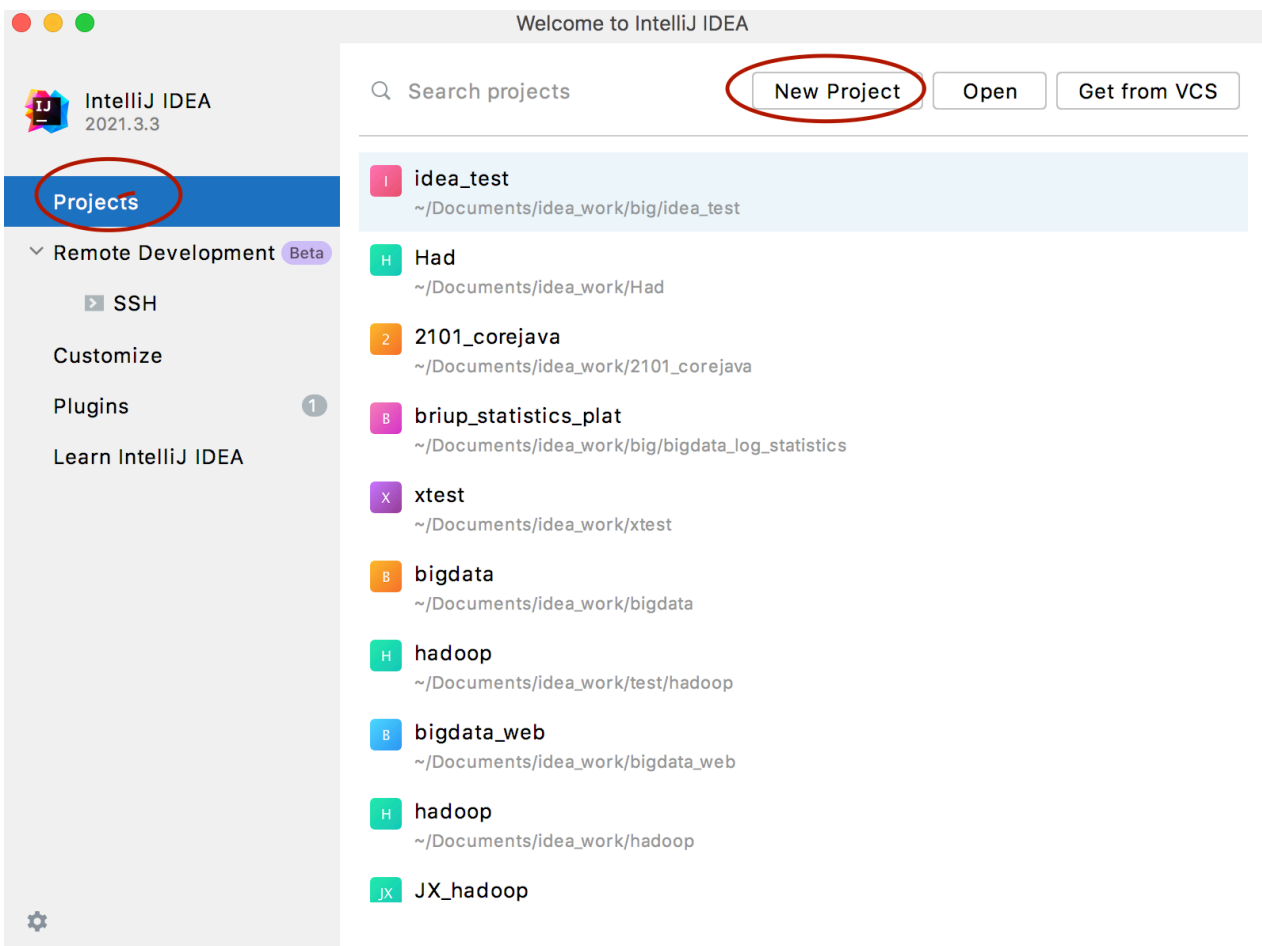 Welcome to IntelliJ IDEA
IJ
IntelliJ IDEA
2021.3.3
Projects
Remote Development Beta
SSH
Customize
Plugins 1
Learn IntelliJ IDEA
Search projects New Project Open Get from VCS
I idea_test
~/Documents/idea_work/big/idea_test
H Had
~/Documents/idea_work/Had
2 2101_corejava
~/Documents/idea_work/2101_corejava
B briup_statistics_plat
~/Documents/idea_work/big/bigdata_log_statistics
X xtest
~/Documents/idea_work/xtest
B bigdata
~/Documents/idea_work/bigdata
H hadoop
~/Documents/idea_work/test/hadoop
B bigdata_web
~/Documents/idea_work/bigdata_web
H hadoop
~/Documents/idea_work/hadoop
JX JX_hadoop